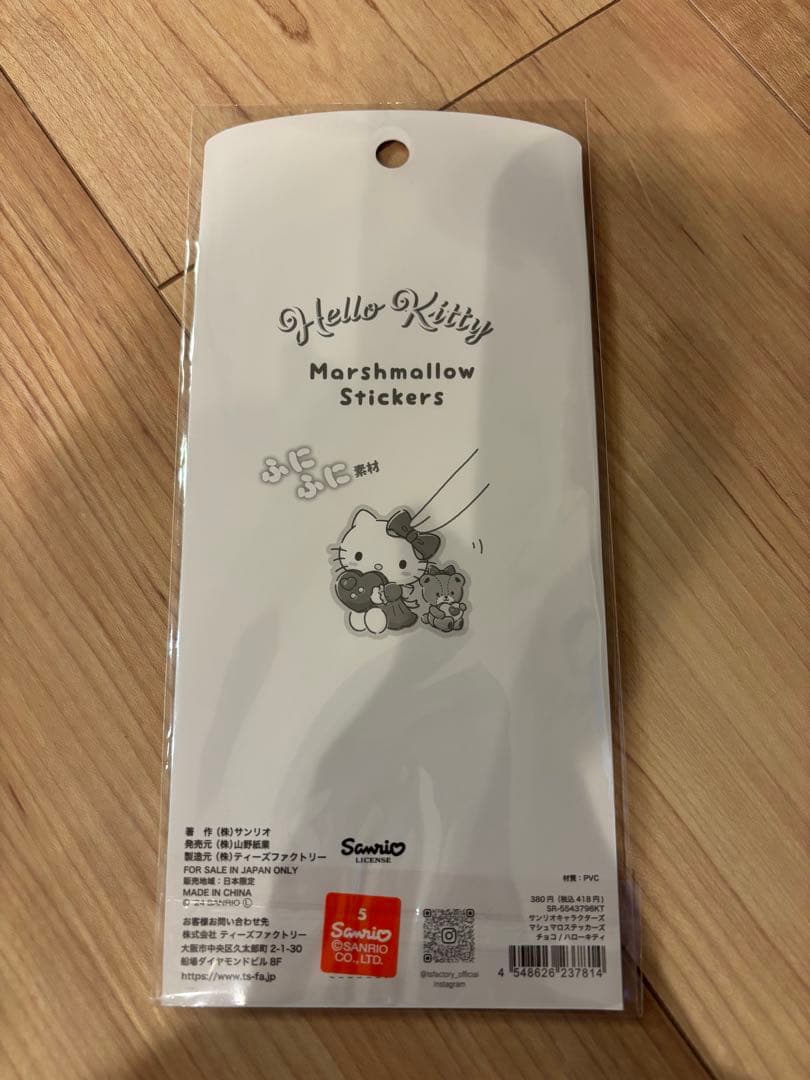 Hello Kitty
Marshmallow
Stickers
ふに
ふに素材
著　作（株）サンリオ
発売元（株）山野紙業
製造元（株）ティーズファクトリー
FOR SALE IN JAPAN ONLY
販売地域：日本限定
MADE IN CHINA
© '24 SANRIO Ⓛ
お客様お問い合わせ先
株式会社 ティーズファクトリー
大阪市中央区久太郎町 2-1-30
船場ダイヤモンドビル 8F
https://www.ts-fa.jp
Sanrio
LICENSE
5
Sanrio
©SANRIO
CO., LTD.
@tsfactory_official
Instagram
材質：PVC
380円（税込 418円）
SR-5543796KT
サンリオキャラクターズ
マシュマロステッカーズ
チョコ / ハローキティ
4 548626 237814